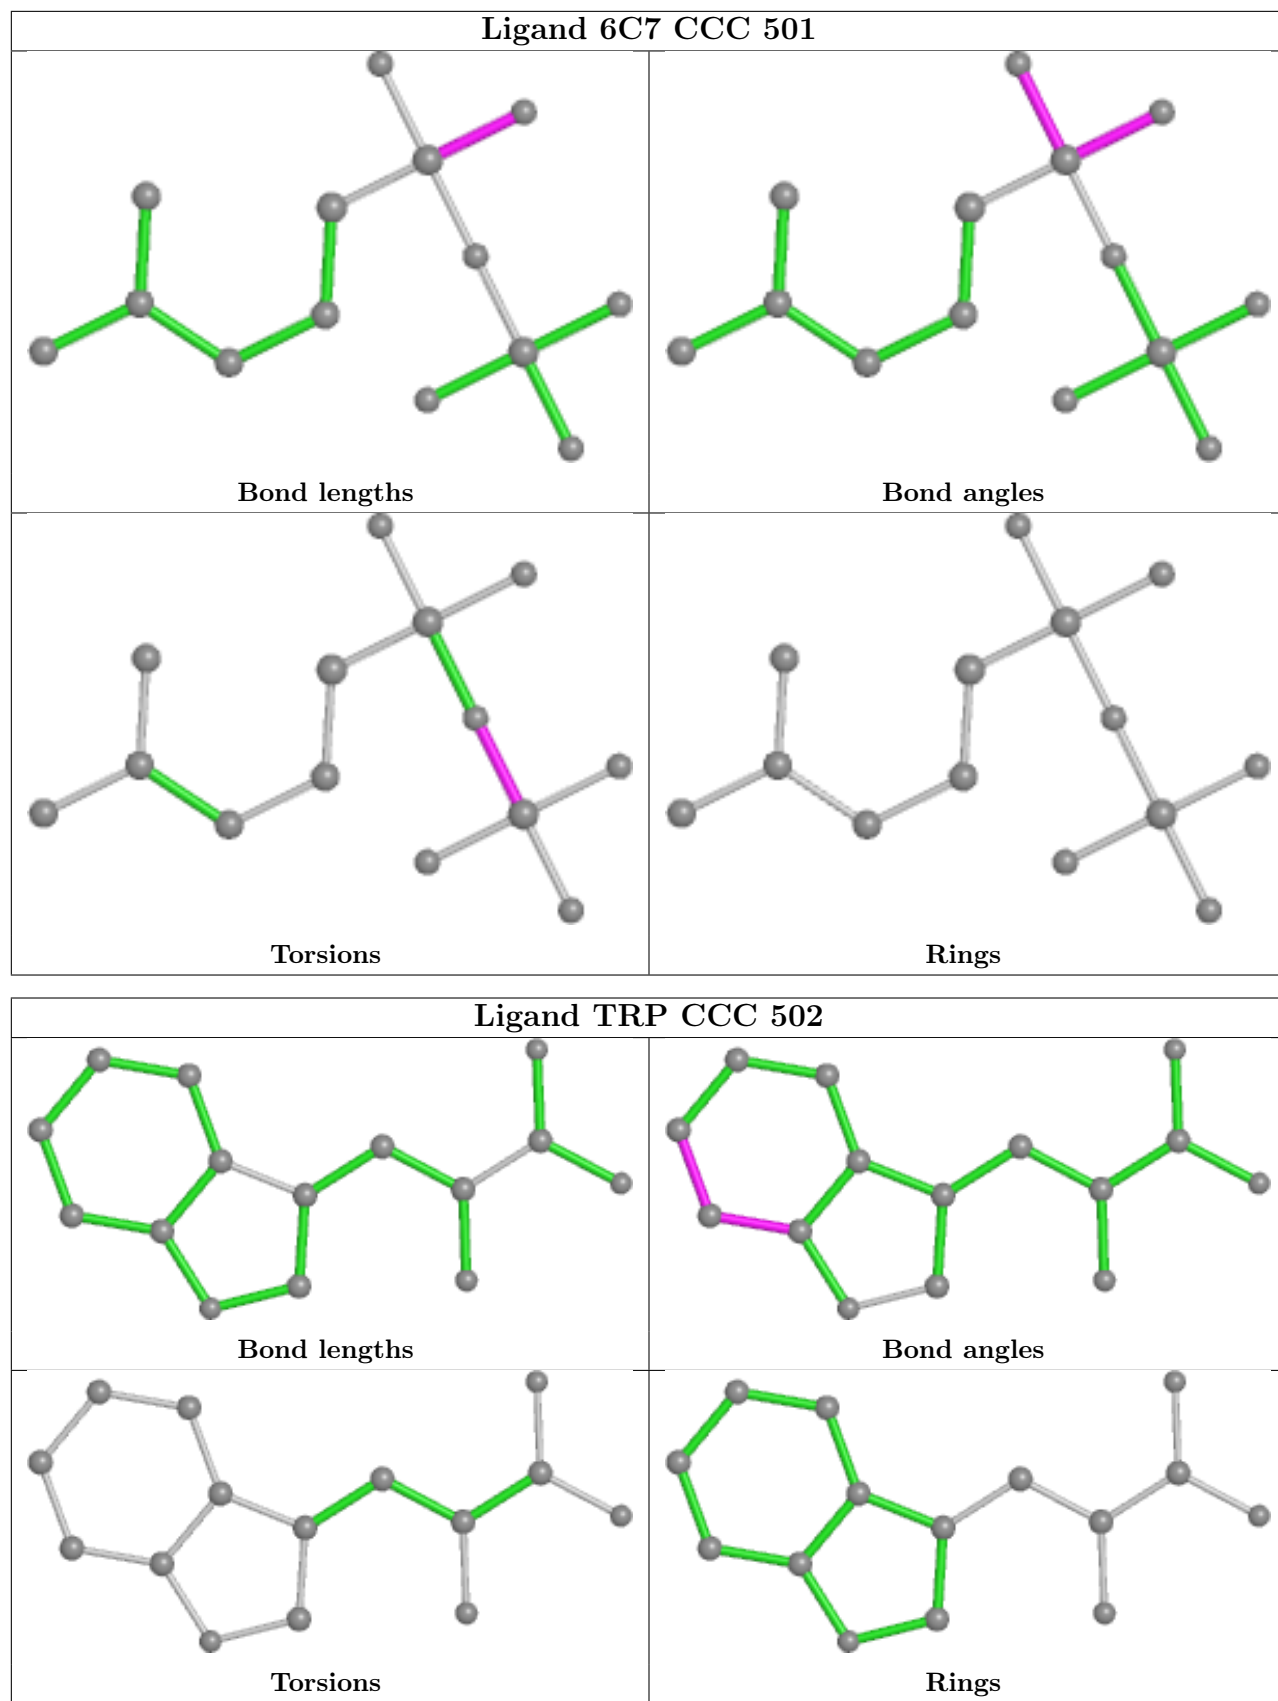 Ligand 6C7 CCC 501
Bond lengths
Bond angles
Torsions
Rings
Ligand TRP CCC 502
Bond lengths
Bond angles
Torsions
Rings